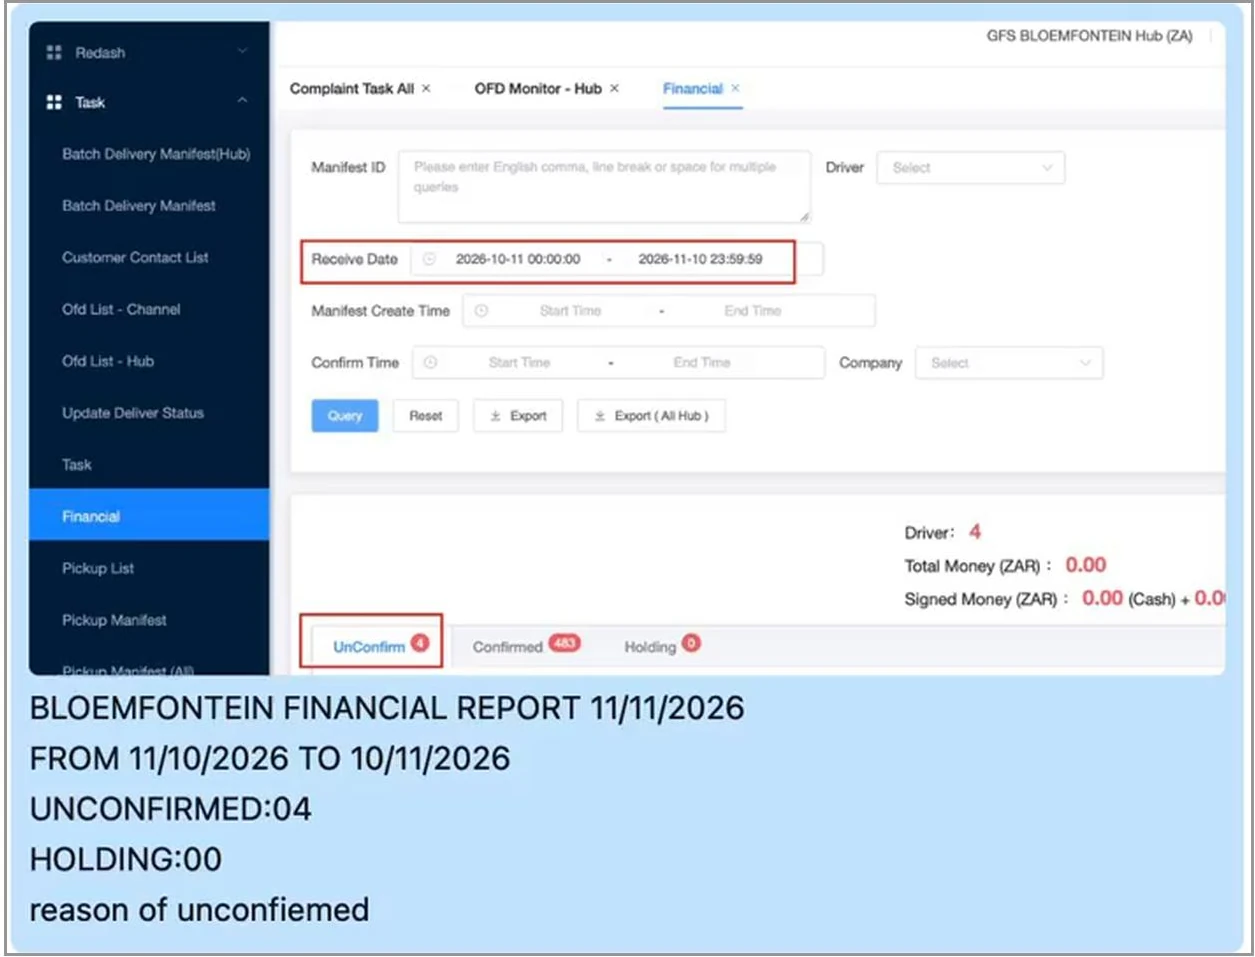 GFS BLOEMFONTEIN Hub (ZA)
Redash
Task
Batch Delivery Manifest(Hub)
Batch Delivery Manifest
Customer Contact List
Ofd List - Channel
Ofd List - Hub
Update Deliver Status
Task
Financial
Pickup List
Pickup Manifest
Pickup Manifest (All)
Complaint Task All × OFD Monitor - Hub × Financial ×
Manifest ID Please enter English comma, line break or space for multiple
queries
Driver Select
Receive Date 2026-10-11 00:00:00 - 2026-11-10 23:59:59
Manifest Create Time Start Time - End Time
Confirm Time Start Time - End Time Company Select
Query Reset Export Export ( All Hub )
Driver: 4
Total Money (ZAR) : 0.00
Signed Money (ZAR) : 0.00 (Cash) + 0.0
UnConfirm 4 Confirmed 483 Holding 0
BLOEMFONTEIN FINANCIAL REPORT 11/11/2026
FROM 11/10/2026 TO 10/11/2026
UNCONFIRMED:04
HOLDING:00
reason of unconfiemed